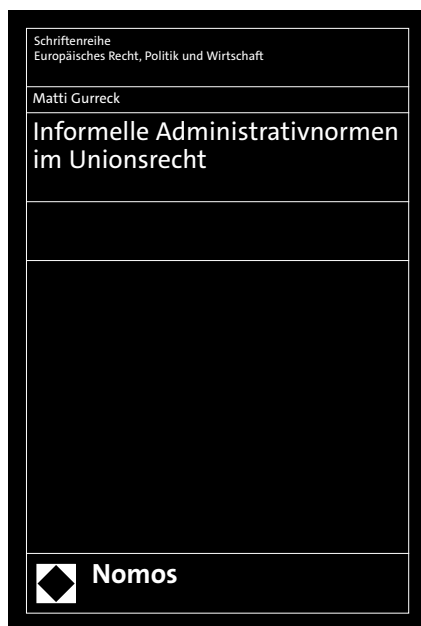 Schriftenreihe
Europäisches Recht, Politik und Wirtschaft
Matti Gurreck
Informelle Administrativnormen
im Unionsrecht
Nomos